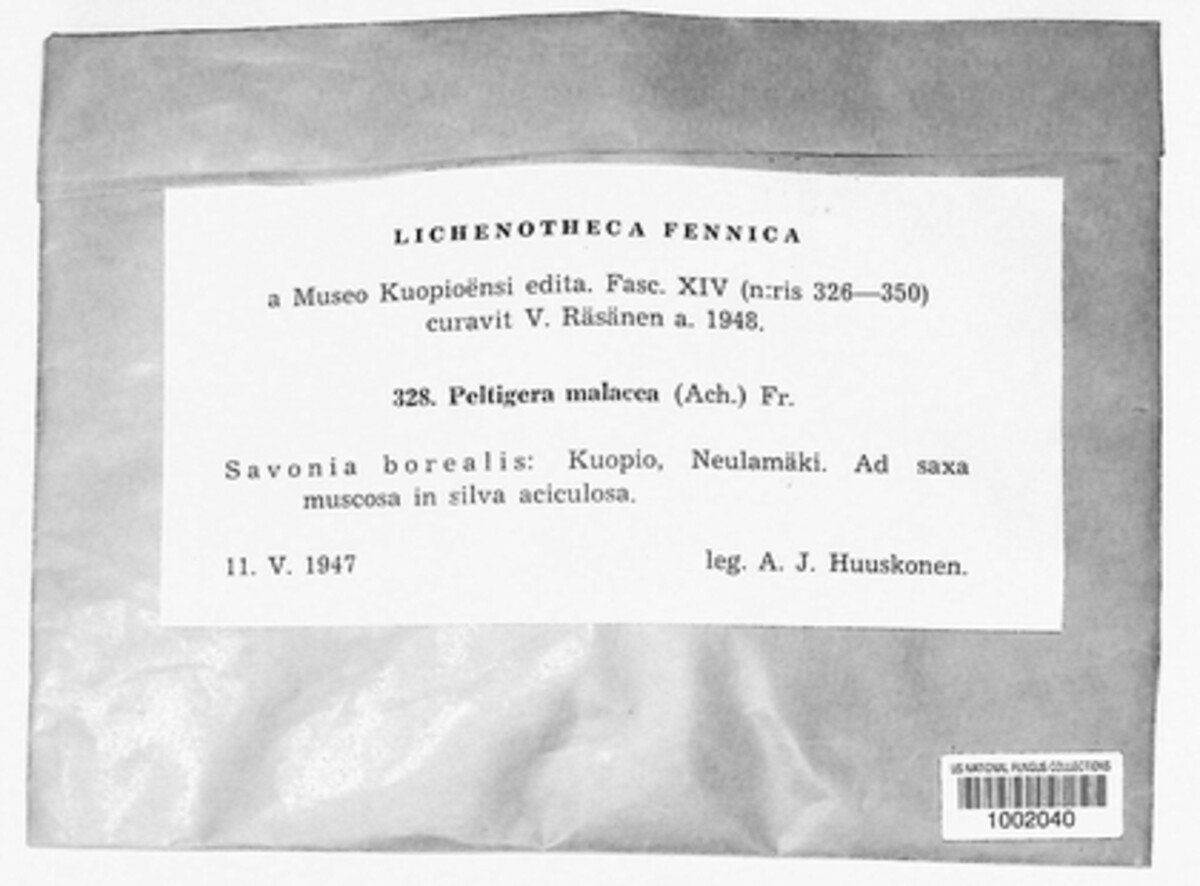 LICHENOTHECA FENNICA
a Museo Kuopioënsi edita. Fasc. XIV (n:ris 326—350)
curavit V. Räsänen a. 1948.
328. Peltigera malacea (Ach.) Fr.
Savonia borealis: Kuopio, Neulamäki. Ad saxa
muscosa in silva aciculosa.
11. V. 1947 leg. A. J. Huuskonen.
US NATIONAL FUNGUS COLLECTIONS
1002040